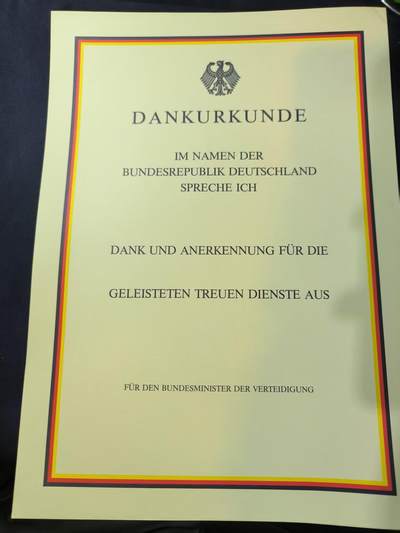 DANKURKUNDE
IM NAMEN DER
BUNDESREPUBLIK DEUTSCHLAND
SPRECHE ICH
DANK UND ANERKENNUNG FÜR DIE
GELEISTETEN TREUEN DIENSTE AUS
FÜR DEN BUNDESMINISTER DER VERTEIDIGUNG